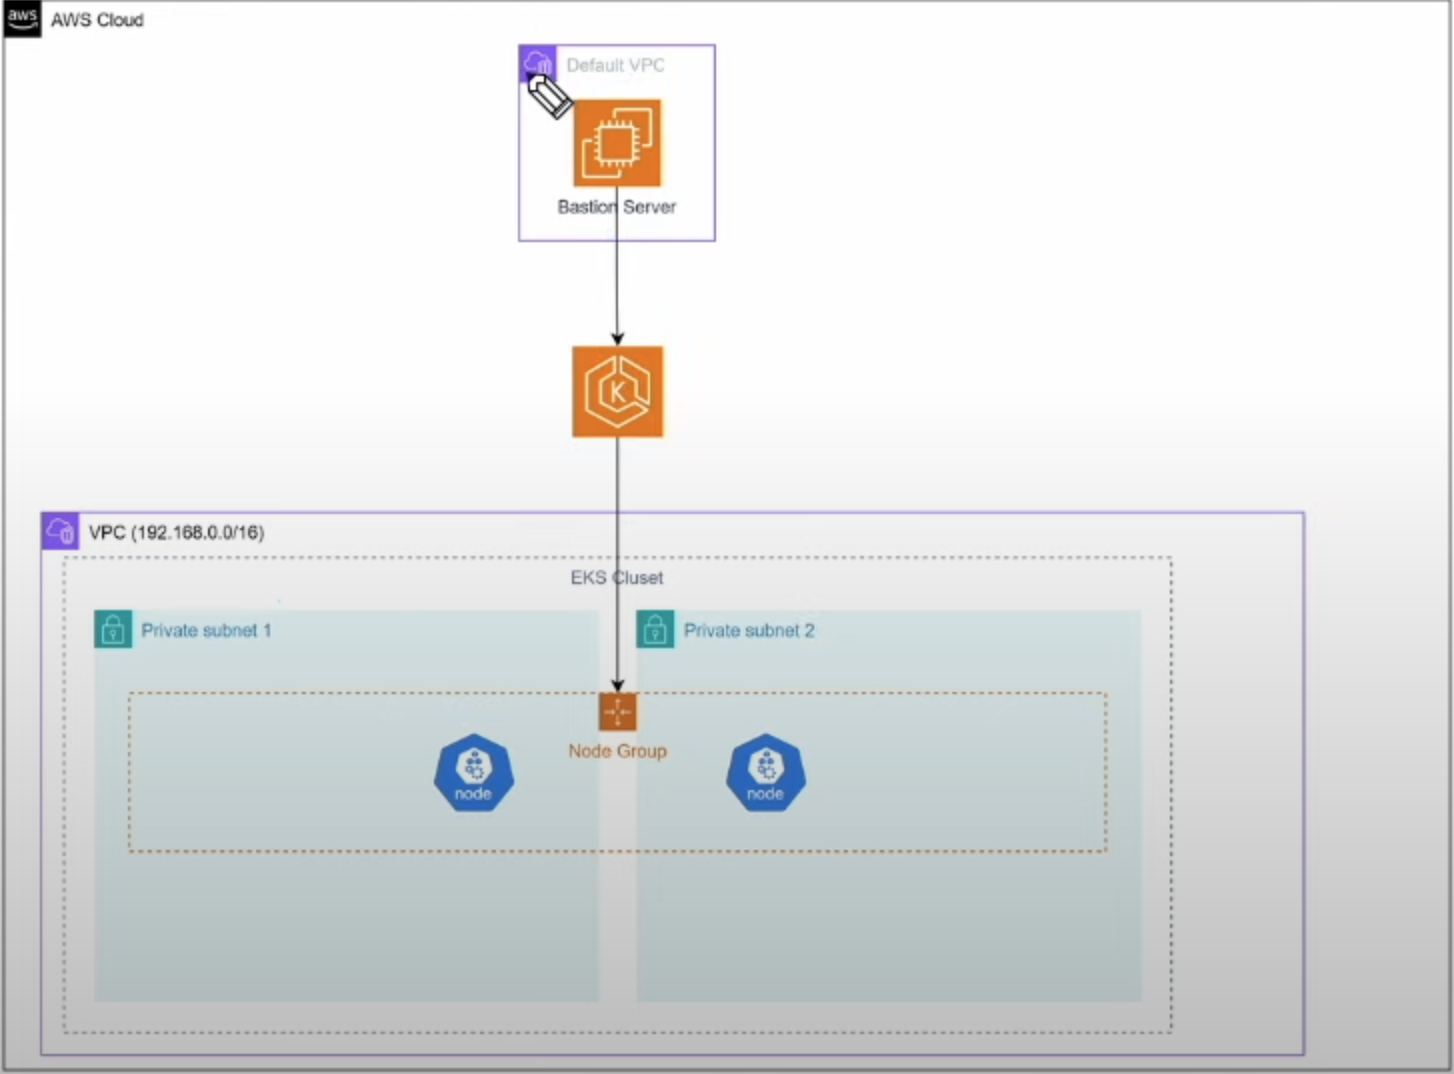 aws
AWS Cloud
Default VPC
Bastion Server
K
VPC (192.168.0.0/16)
EKS Cluset
Private subnet 1
Private subnet 2
Node Group
node
node